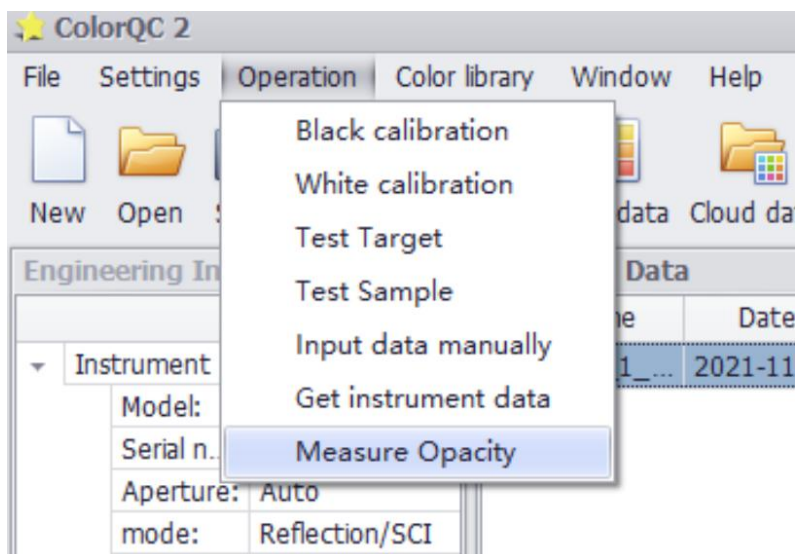 ColorQC 2
File Settings Operation Color library Window Help
Black calibration
White calibration
Test Target
Test Sample
Input data manually
Get instrument data
Measure Opacity
New Open data Cloud
Engineering Data
Date
Instrument 1_... 2021-11
Model:
Serial n...
Aperture: Auto
mode: Reflection/SCI